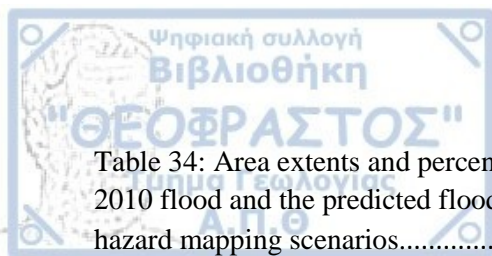 Ψηφιακή συλλογή
Βιβλιοθήκη
"ΘΕΟΦΡΑΣΤΟΣ"
Table 34: Area extents and percen
2010 flood and the predicted flood
Τμήμα Γεωλογίας
hazard mapping scenarios.............
Α.Π.Θ